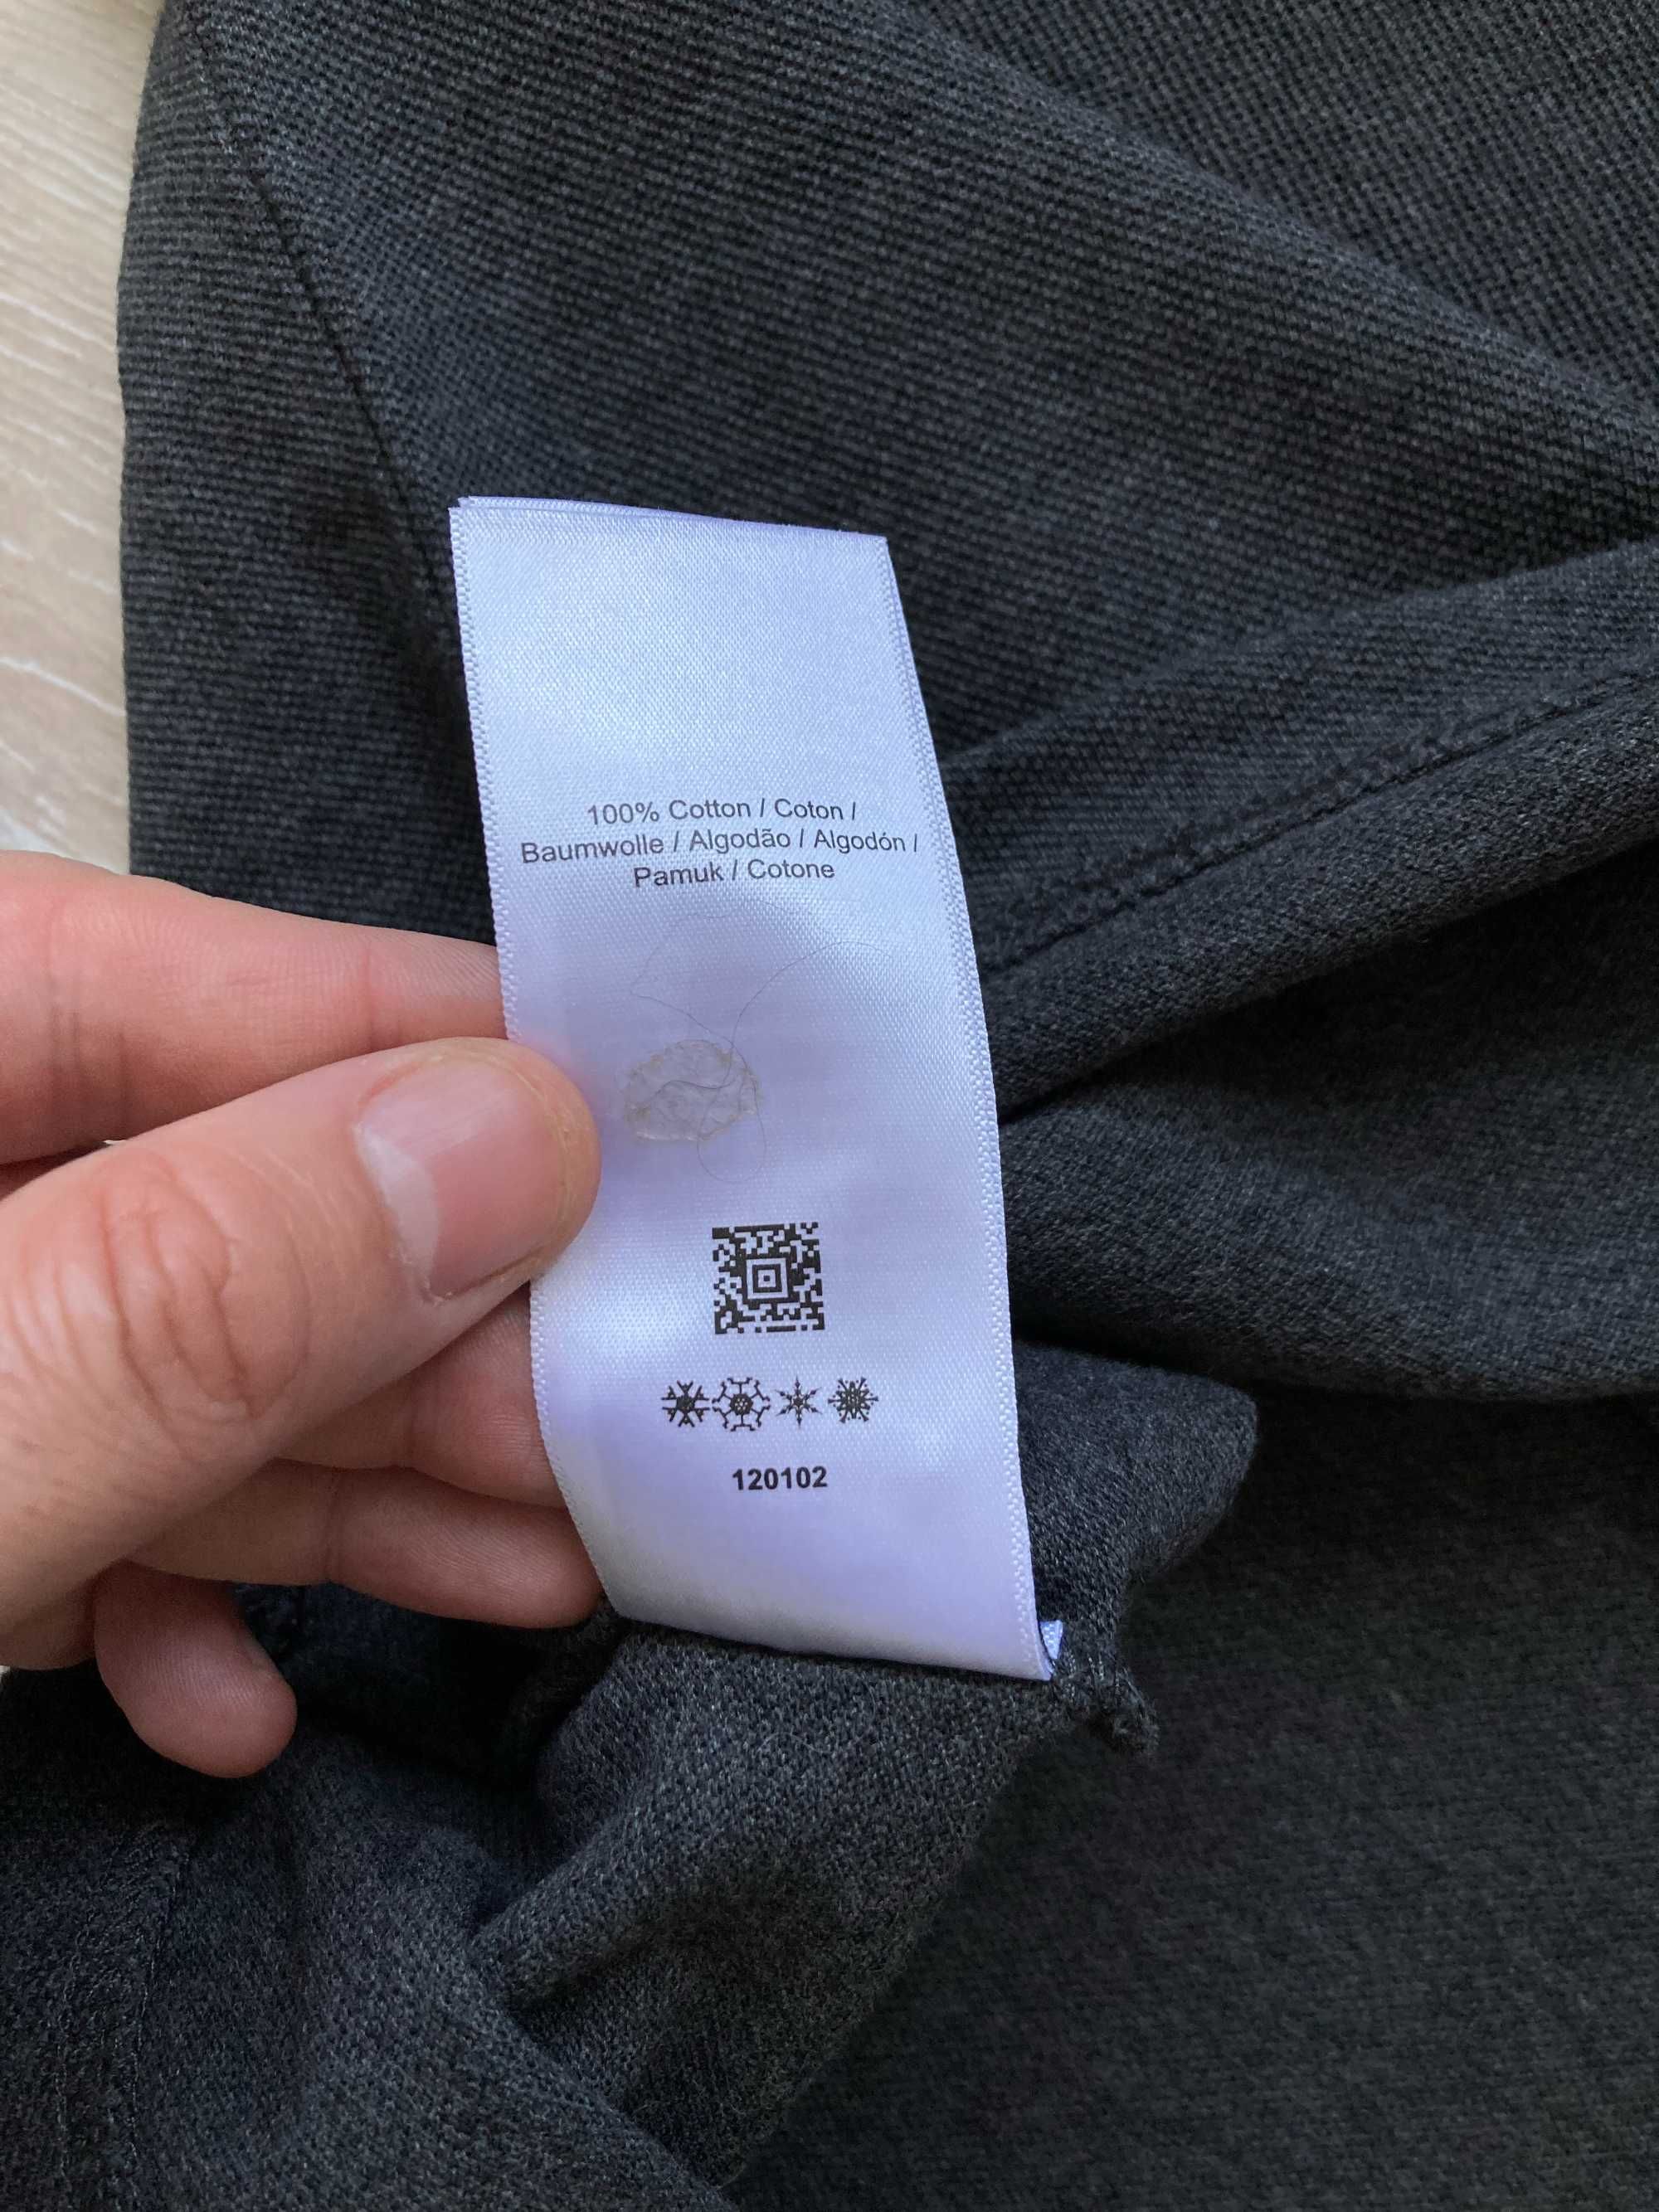 100% Cotton / Coton /
Baumwolle / Algodão / Algodón /
Pamuk / Cotone
120102